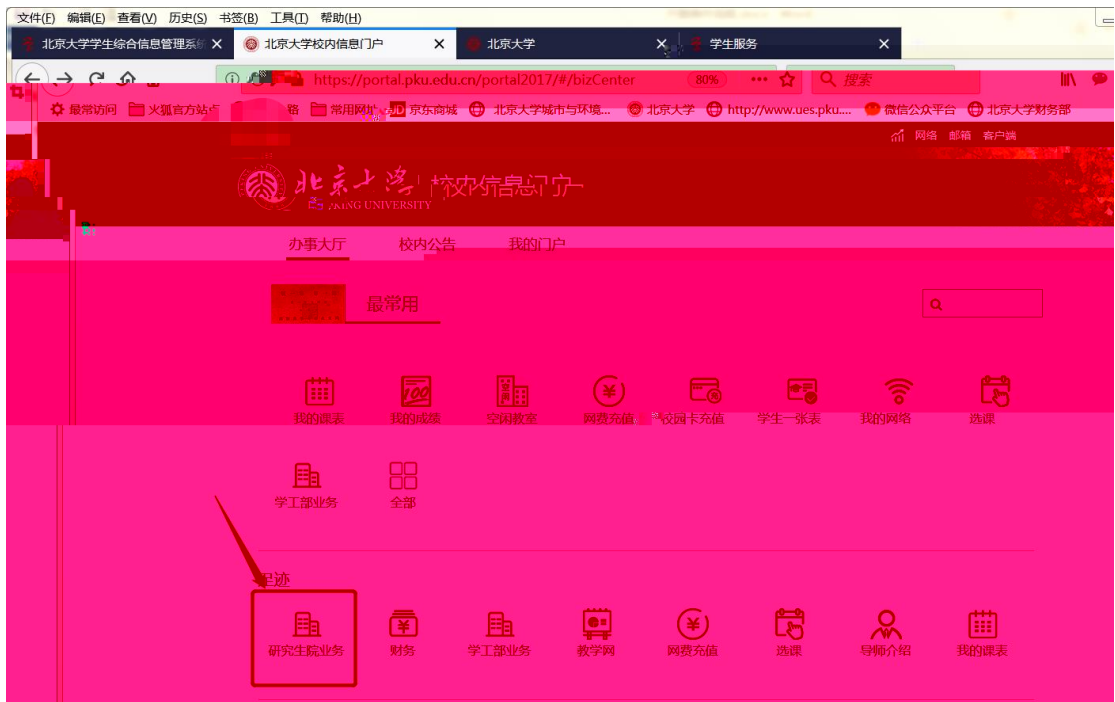 文件(F) 编辑(E) 查看(V) 历史(S) 书签(B) 工具(T) 帮助(H)
北京大学学生综合信息管理系统 北京大学校内信息门户 北京大学 学生服务
https://portal.pku.edu.cn/portal2017/#/bizCenter 80% 搜索
最常访问 火狐官方站点 常用网址 JD 京东商城 北京大学城市与环境... 北京大学 http://www.ues.pku.... 微信公众平台 北京大学财务部
网络 邮箱 客户端
北京大学 校内信息门户
UNIVERSITY
办事大厅 校内公告 我的门户
最常用
我的课表 我的成绩 空闲教室 网费充值 校园卡充值 学生一张表 我的网络 选课
学工部业务 全部
足迹
研究生院业务 财务 学工部业务 教学网 网费充值 选课 导师介绍 我的课表